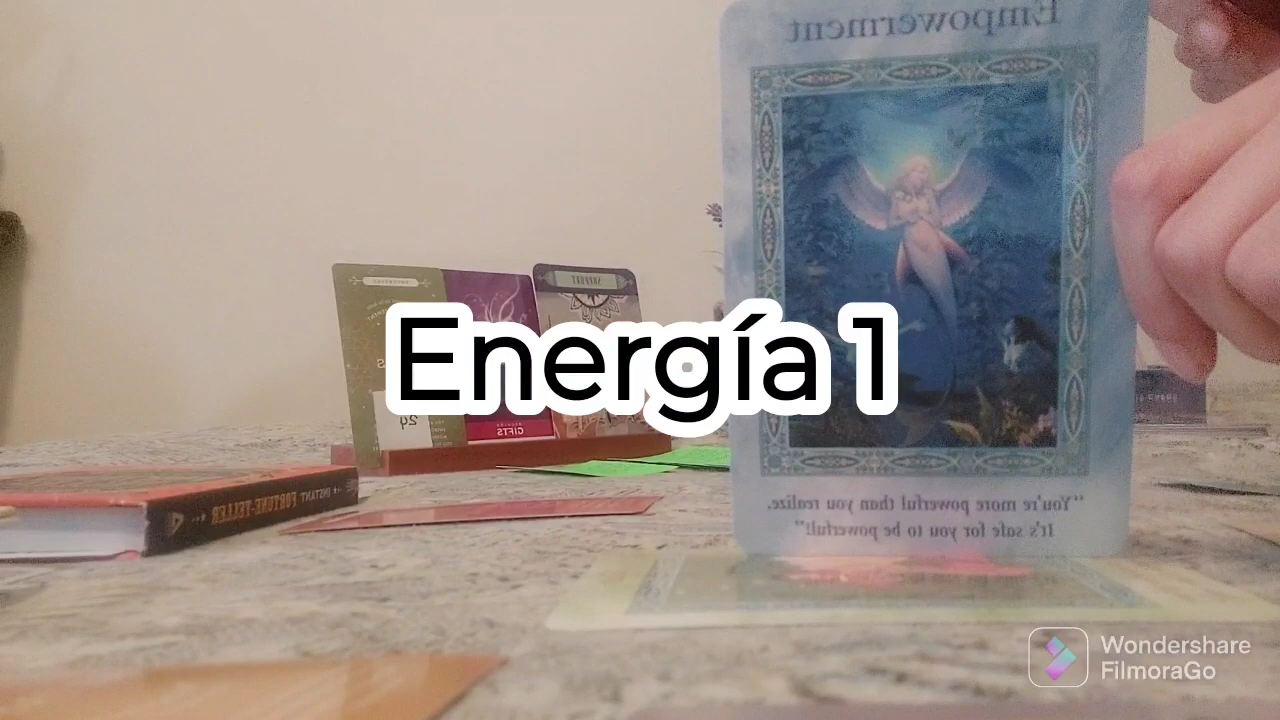 Empowerment
SUPPORT
Energía 1
29
GIFTS
INSTANT FORTUNE-TELLER
"You're more powerful than you realize.
It's safe for you to be powerful!"
Wondershare
FilmoraGo